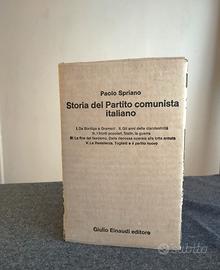 Paolo Spriano
Storia del Partito comunista
italiano
I. Da Bordiga a Gramsci II. Gli anni della clandestinità
III. I fronti popolari, Stalin, la guerra
IV. La fine del fascismo. Dalla riscossa operaia alla lotta armata
V. La Resistenza. Togliatti e il partito nuovo
Giulio Einaudi editore
Subito.it